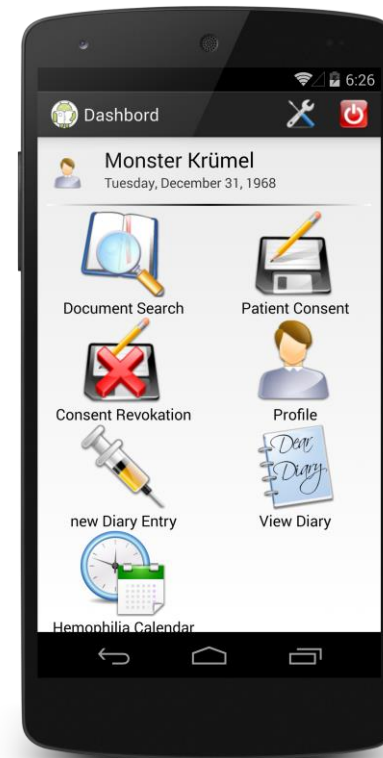 6:26
Dashbord
Monster Krümel
Tuesday, December 31, 1968
Document Search
Patient Consent
Consent Revokation
Profile
Dear
Diary
new Diary Entry
View Diary
Hemophilia Calendar